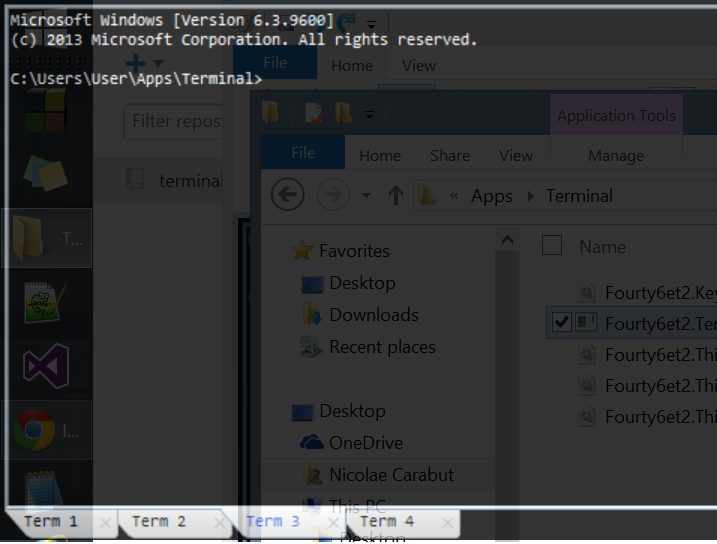 Microsoft Windows [Version 6.3.9600]
(c) 2013 Microsoft Corporation. All rights reserved.
C:\Users\User\Apps\Terminal>
File
Home
View
Filter repos
terminal
T...
I...
Application Tools
File
Home
Share
View
Manage
« Apps
Terminal
Favorites
Desktop
Downloads
Recent places
Desktop
OneDrive
Nicolae Carabut
This PC
Desktop
Name
Fourty6et2.Key
Fourty6et2.Ter
Fourty6et2.Thi
Fourty6et2.Thi
Fourty6et2.Thi
Term 1
Term 2
Term 3
Term 4